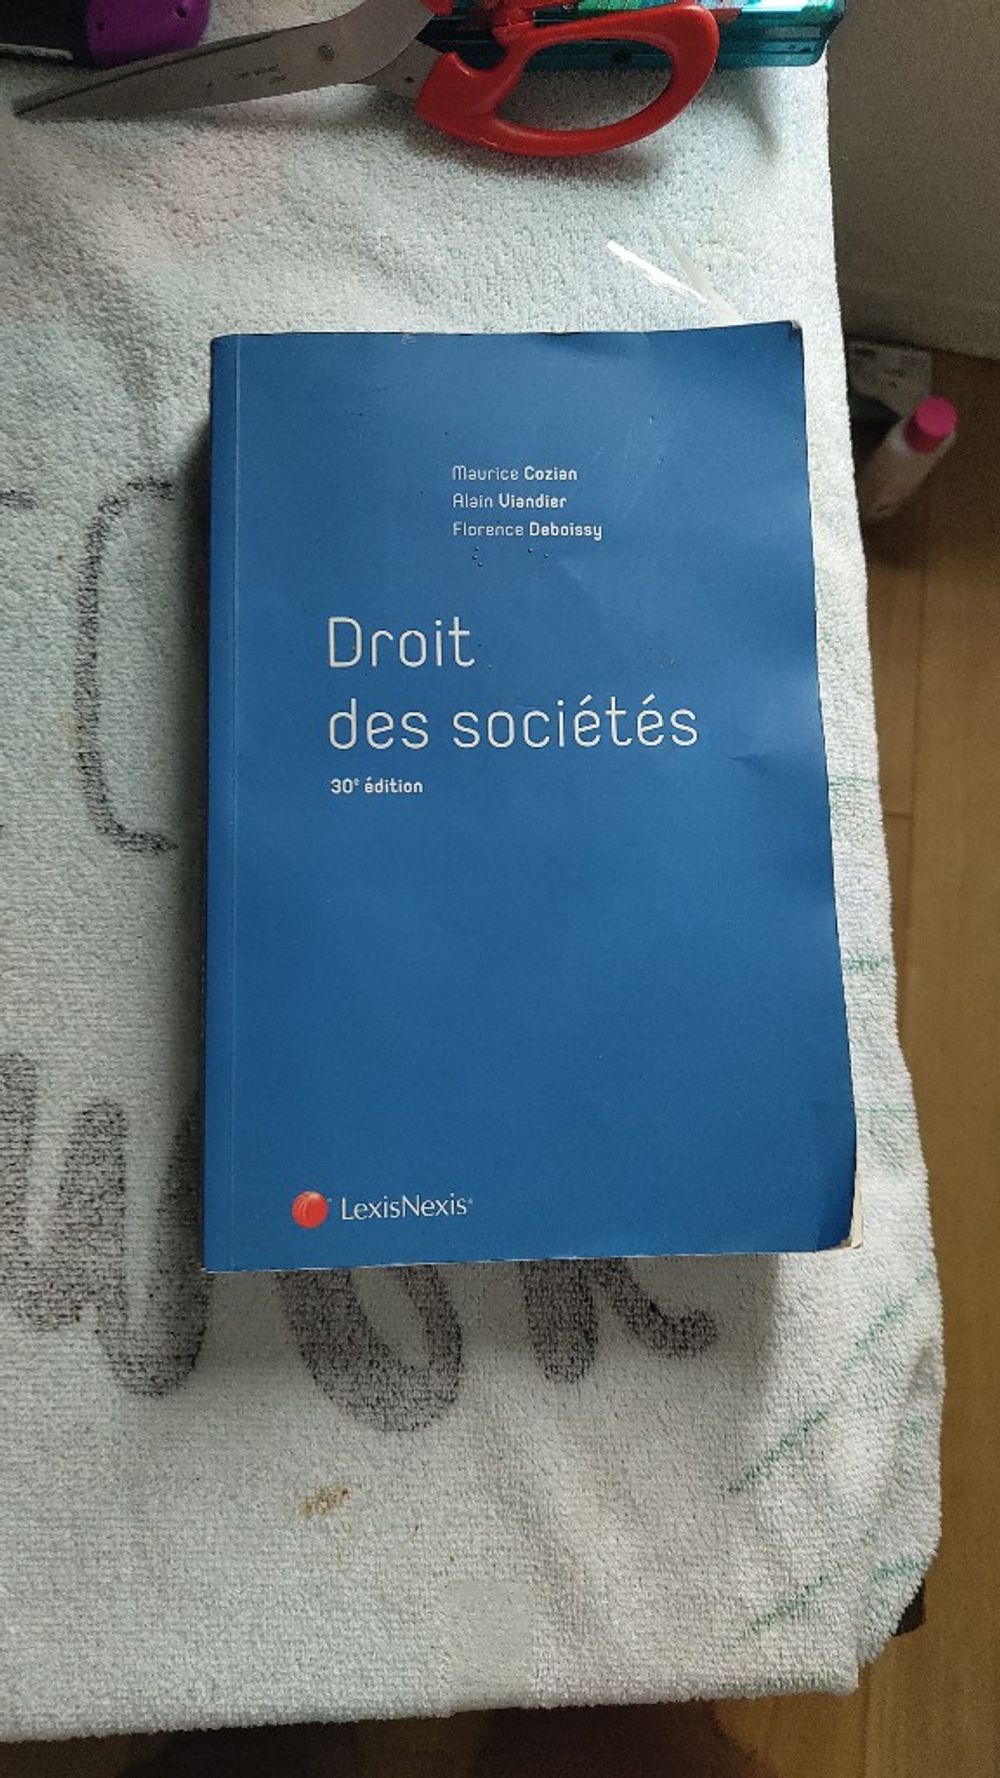 Maurice Cozian
Alain Viandier
Florence Deboissy
Droit
des sociétés
30e édition
LexisNexis®